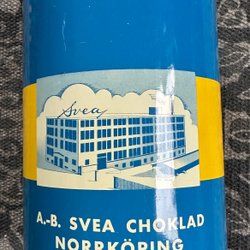 Svea
A.-B. SVEA CHOKLAD
NORRKÖPING